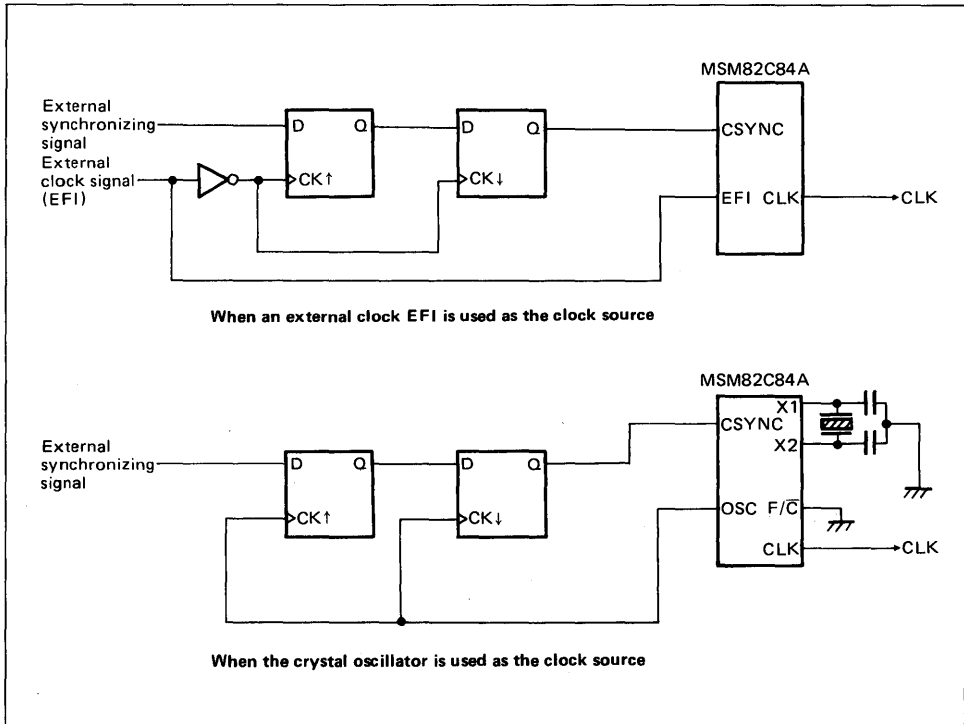 MSM82C84A
External
synchronizing
signal
External
clock signal
(EFI)
D Q
CK↑
D Q
CK↓
CSYNC
EFI CLK
CLK
When an external clock EFI is used as the clock source
MSM82C84A
X1
CSYNC
X2
External
synchronizing
signal
D Q
CK↑
D Q
CK↓
OSC F/C̅
CLK
CLK
When the crystal oscillator is used as the clock source